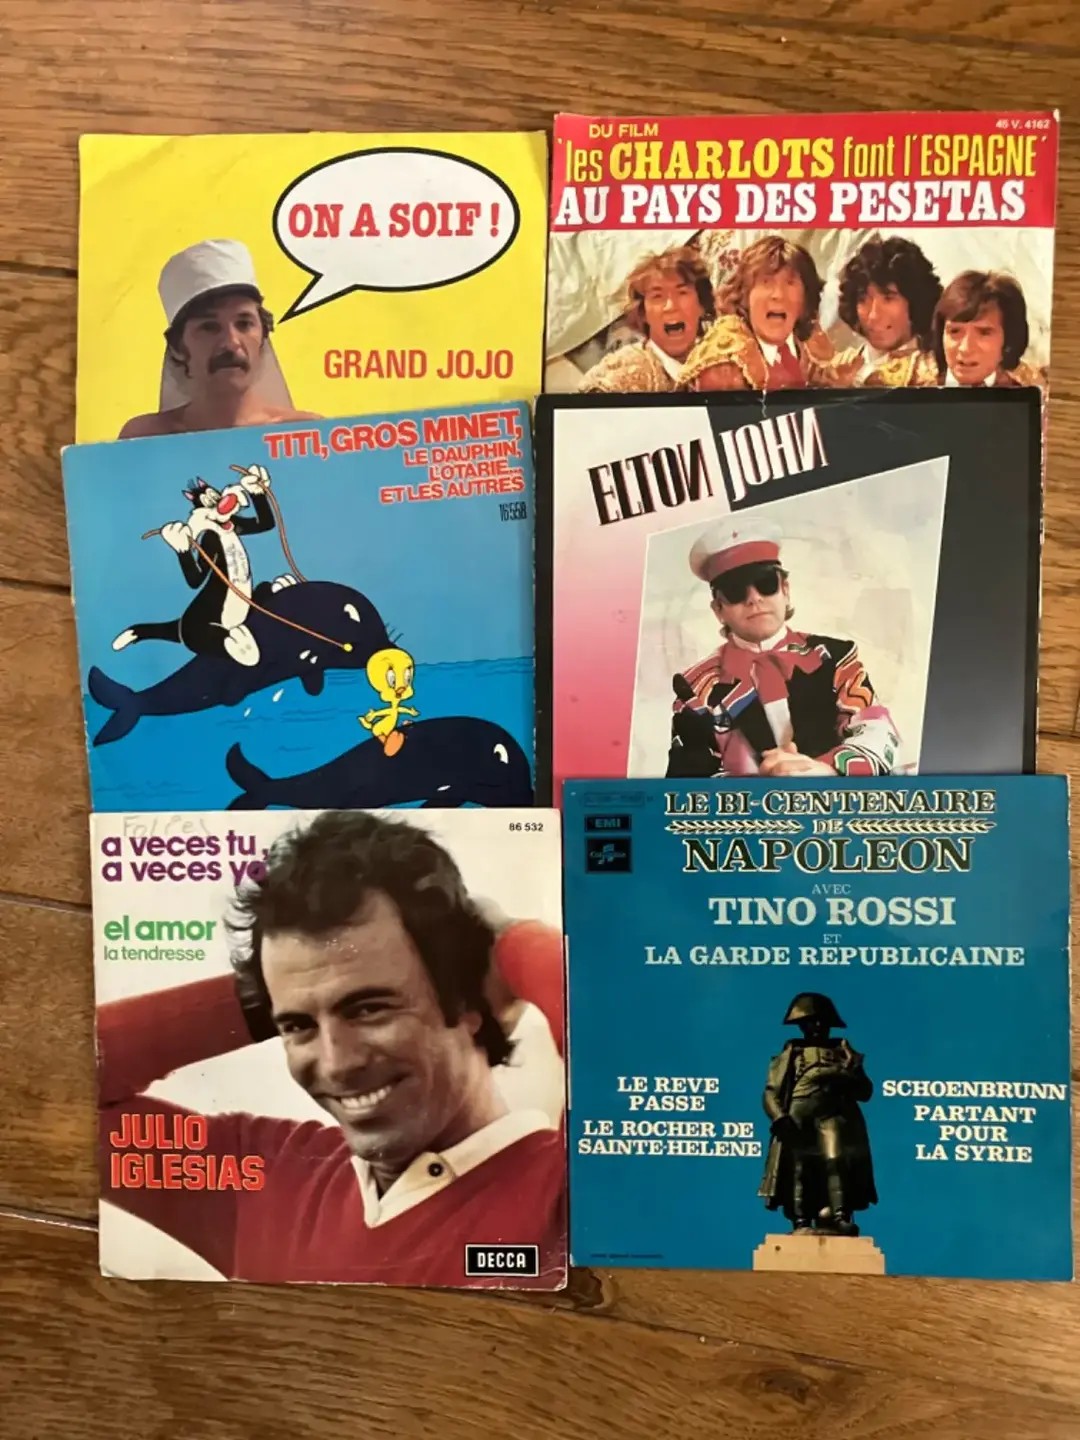 ON A SOIF !
GRAND JOJO
45 V. 4162
DU FILM
'les CHARLOTS font l'ESPAGNE'
AU PAYS DES PESETAS
TITI, GROS MINET,
LE DAUPHIN,
L'OTARIE...
ET LES AUTRES
16558
ELTON JOHN
86 532
a veces tu,
a veces yo
el amor
la tendresse
JULIO
IGLESIAS
DECCA
EMI
Columbia
LE BI-CENTENAIRE
DE
NAPOLEON
AVEC
TINO ROSSI
ET
LA GARDE REPUBLICAINE
LE REVE
PASSE
LE ROCHER DE
SAINTE-HELENE
SCHOENBRUNN
PARTANT
POUR
LA SYRIE